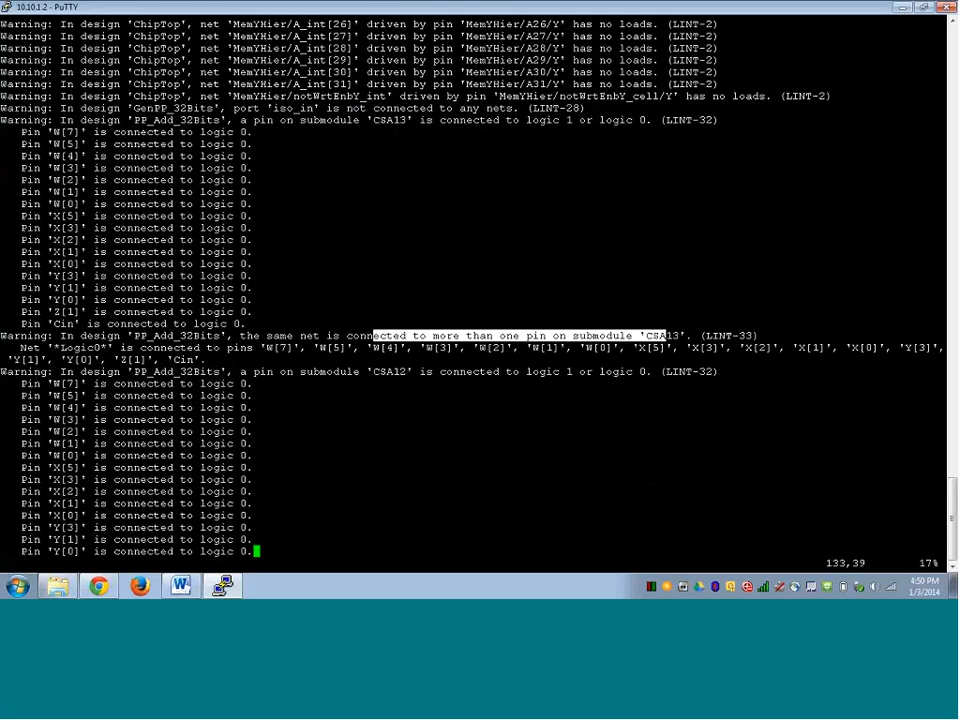 10.10.1.2 - PuTTY
Warning: In design 'ChipTop', net 'MemYHier/A_int[26]' driven by pin 'MemYHier/A26/Y' has no loads. (LINT-2)
Warning: In design 'ChipTop', net 'MemYHier/A_int[27]' driven by pin 'MemYHier/A27/Y' has no loads. (LINT-2)
Warning: In design 'ChipTop', net 'MemYHier/A_int[28]' driven by pin 'MemYHier/A28/Y' has no loads. (LINT-2)
Warning: In design 'ChipTop', net 'MemYHier/A_int[29]' driven by pin 'MemYHier/A29/Y' has no loads. (LINT-2)
Warning: In design 'ChipTop', net 'MemYHier/A_int[30]' driven by pin 'MemYHier/A30/Y' has no loads. (LINT-2)
Warning: In design 'ChipTop', net 'MemYHier/A_int[31]' driven by pin 'MemYHier/A31/Y' has no loads. (LINT-2)
Warning: In design 'ChipTop', net 'MemYHier/notWrtEnbY_int' driven by pin 'MemYHier/notWrtEnbY_cell/Y' has no loads. (LINT-2)
Warning: In design 'GenPP_32Bits', port 'iso_in' is not connected to any nets. (LINT-28)
Warning: In design 'PP_Add_32Bits', a pin on submodule 'CSA13' is connected to logic 1 or logic 0. (LINT-32)
Pin 'W[7]' is connected to logic 0.
Pin 'W[5]' is connected to logic 0.
Pin 'W[4]' is connected to logic 0.
Pin 'W[3]' is connected to logic 0.
Pin 'W[2]' is connected to logic 0.
Pin 'W[1]' is connected to logic 0.
Pin 'W[0]' is connected to logic 0.
Pin 'X[5]' is connected to logic 0.
Pin 'X[3]' is connected to logic 0.
Pin 'X[2]' is connected to logic 0.
Pin 'X[1]' is connected to logic 0.
Pin 'X[0]' is connected to logic 0.
Pin 'Y[3]' is connected to logic 0.
Pin 'Y[1]' is connected to logic 0.
Pin 'Y[0]' is connected to logic 0.
Pin 'Z[1]' is connected to logic 0.
Pin 'Cin' is connected to logic 0.
Warning: In design 'PP_Add_32Bits', the same net is connected to more than one pin on submodule 'CSA13'. (LINT-33)
Net '*Logic0*' is connected to pins 'W[7]', 'W[5]', 'W[4]', 'W[3]', 'W[2]', 'W[1]', 'W[0]', 'X[5]', 'X[3]', 'X[2]', 'X[1]', 'X[0]', 'Y[3]',
'Y[1]', 'Y[0]', 'Z[1]', 'Cin'.
Warning: In design 'PP_Add_32Bits', a pin on submodule 'CSA12' is connected to logic 1 or logic 0. (LINT-32)
Pin 'W[7]' is connected to logic 0.
Pin 'W[5]' is connected to logic 0.
Pin 'W[4]' is connected to logic 0.
Pin 'W[3]' is connected to logic 0.
Pin 'W[2]' is connected to logic 0.
Pin 'W[1]' is connected to logic 0.
Pin 'W[0]' is connected to logic 0.
Pin 'X[5]' is connected to logic 0.
Pin 'X[3]' is connected to logic 0.
Pin 'X[2]' is connected to logic 0.
Pin 'X[1]' is connected to logic 0.
Pin 'X[0]' is connected to logic 0.
Pin 'Y[3]' is connected to logic 0.
Pin 'Y[1]' is connected to logic 0.
Pin 'Y[0]' is connected to logic 0.
133,39 17%
4:50 PM
1/3/2014